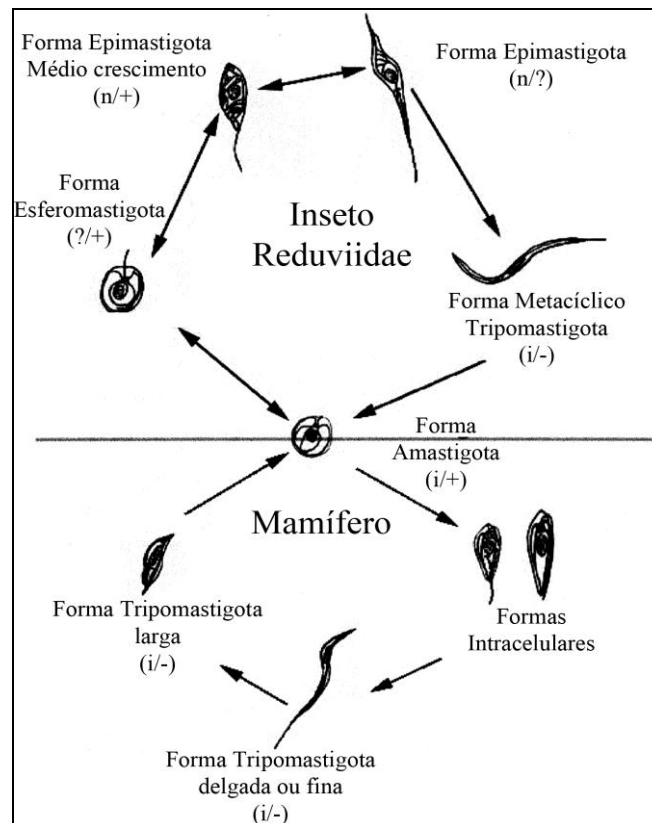 Forma Epimastigota
Médio crescimento
(n/+)
Forma Epimastigota
(n/?)
Forma
Esferomastigota
(?/+)
Inseto
Reduviidae
Forma Metacíclico
Tripomastigota
(i/-)
Forma
Amastigota
(i/+)
Mamífero
Forma Tripomastigota
larga
(i/-)
Formas
Intracelulares
Forma Tripomastigota
delgada ou fina
(i/-)